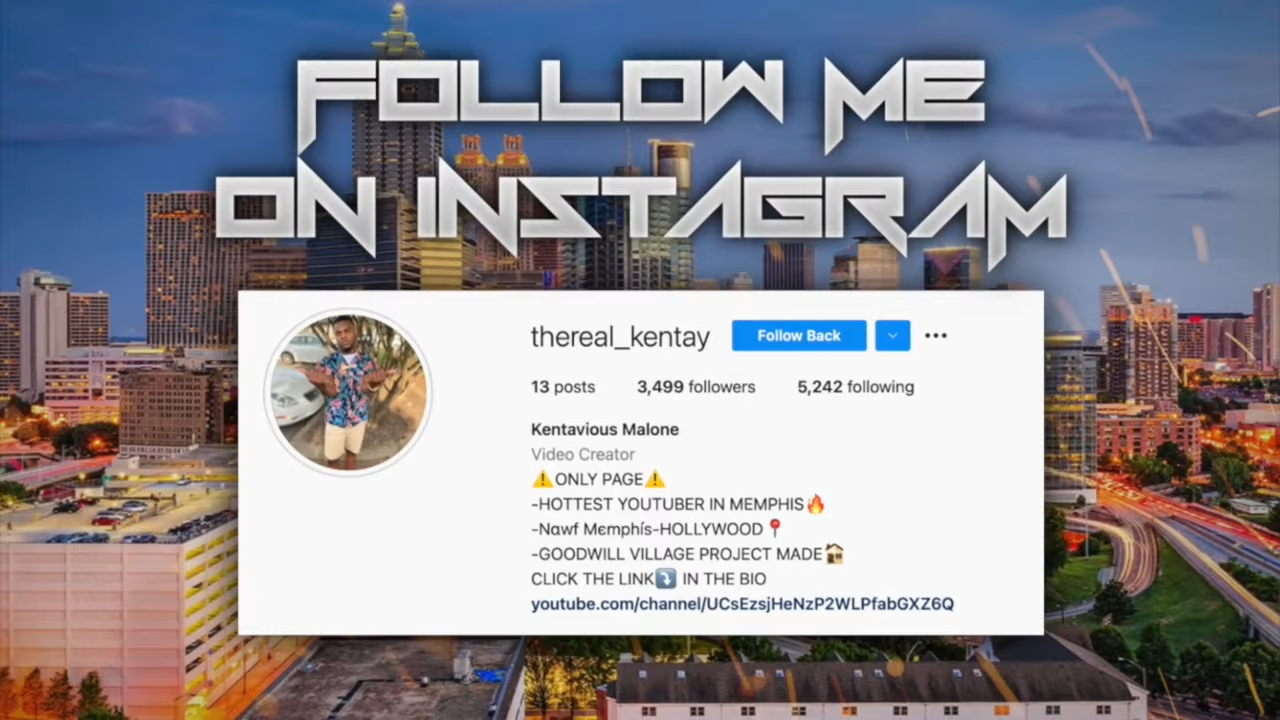 FOLLOW ME
ON INSTAGRAM
thereal_kentay Follow Back
13 posts 3,499 followers 5,242 following
Kentavious Malone
Video Creator
⚠️ONLY PAGE⚠️
-HOTTEST YOUTUBER IN MEMPHIS🔥
-Nαwf Mєmphís-HOLLYWOOD📍
-GOODWILL VILLAGE PROJECT MADE🏠
CLICK THE LINK⤵️ IN THE BIO
youtube.com/channel/UCsEzsjHeNzP2WLPfabGXZ6Q